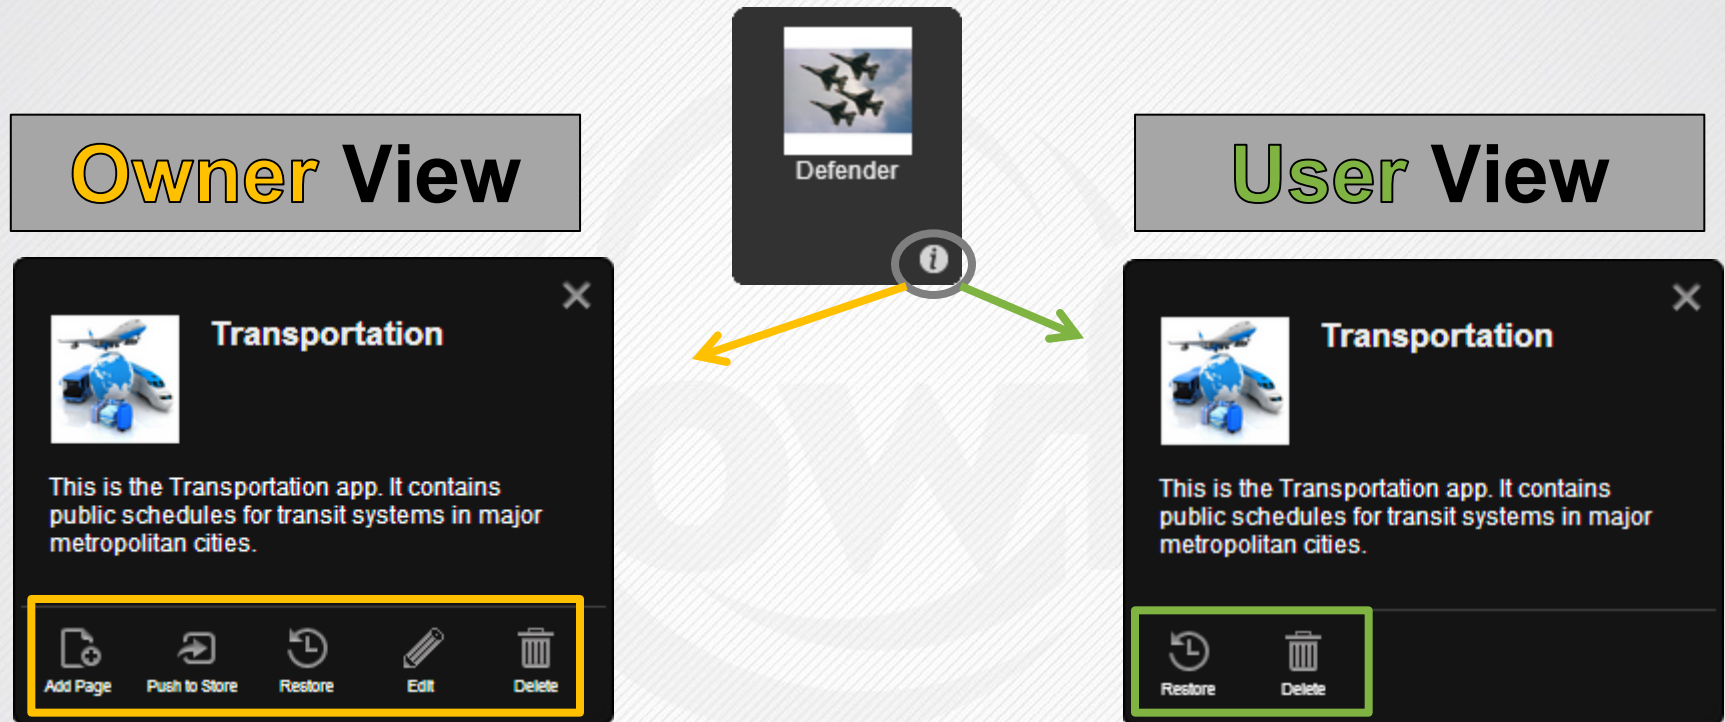 Defender
i
Owner View
Transportation
This is the Transportation app. It contains
public schedules for transit systems in major
metropolitan cities.
Add Page
Push to Store
Restore
Edit
Delete
User View
Transportation
This is the Transportation app. It contains
public schedules for transit systems in major
metropolitan cities.
Restore
Delete
owf